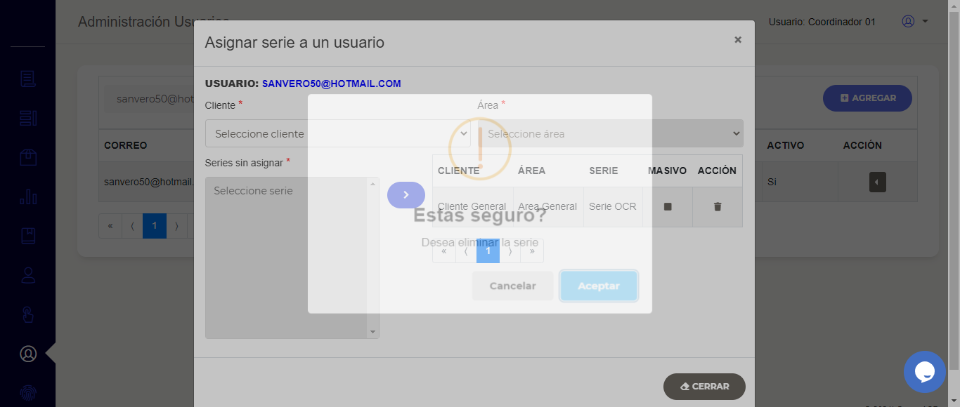 Administración Usuarios
Usuario: Coordinador 01
Asignar serie a un usuario
×
USUARIO: SANVERO50@HOTMAIL.COM
Cliente *
Área *
Seleccione cliente
Seleccione área
sanvero50@hot
AGREGAR
Series sin asignar *
Seleccione serie
CORREO
ACTIVO
ACCIÓN
sanvero50@hotmail.
Si
« ⟨ 1 ⟩
CLIENTE ÁREA SERIE MASIVO ACCIÓN
Cliente General Area General Serie OCR
« ⟨ 1 ⟩ »
Estas seguro?
Desea eliminar la serie
Cancelar
Aceptar
CERRAR